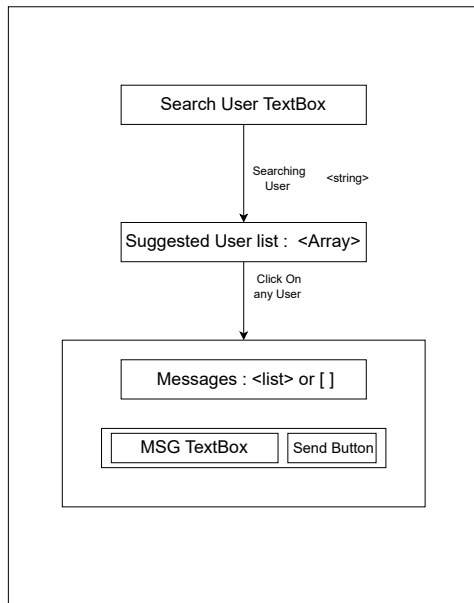 Search User TextBox
Searching
User
<string>
Suggested User list :  <Array>
Click On
any User
Messages : <list> or [ ]
MSG TextBox
Send Button